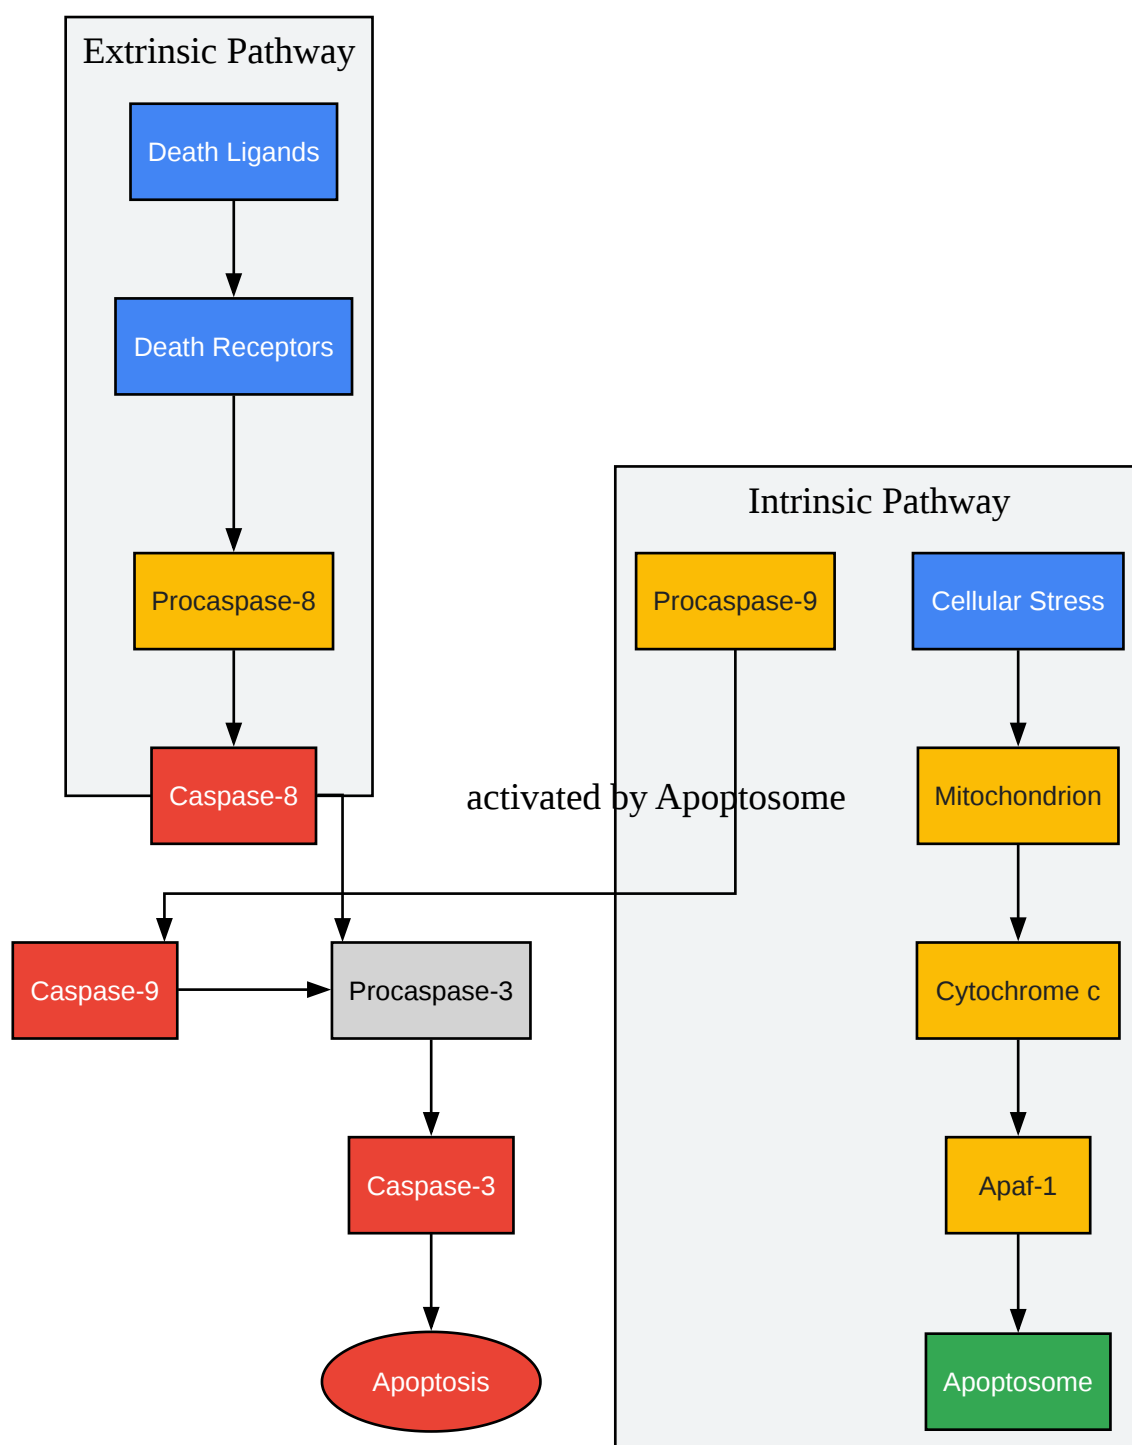 Extrinsic Pathway
Death Ligands
Death Receptors
Intrinsic Pathway
Procaspase-8
Procaspase-9
Cellular Stress
Caspase-8
activated by Apoptosome
Mitochondrion
Caspase-9
Procaspase-3
Cytochrome c
Caspase-3
Apaf-1
Apoptosis
Apoptosome